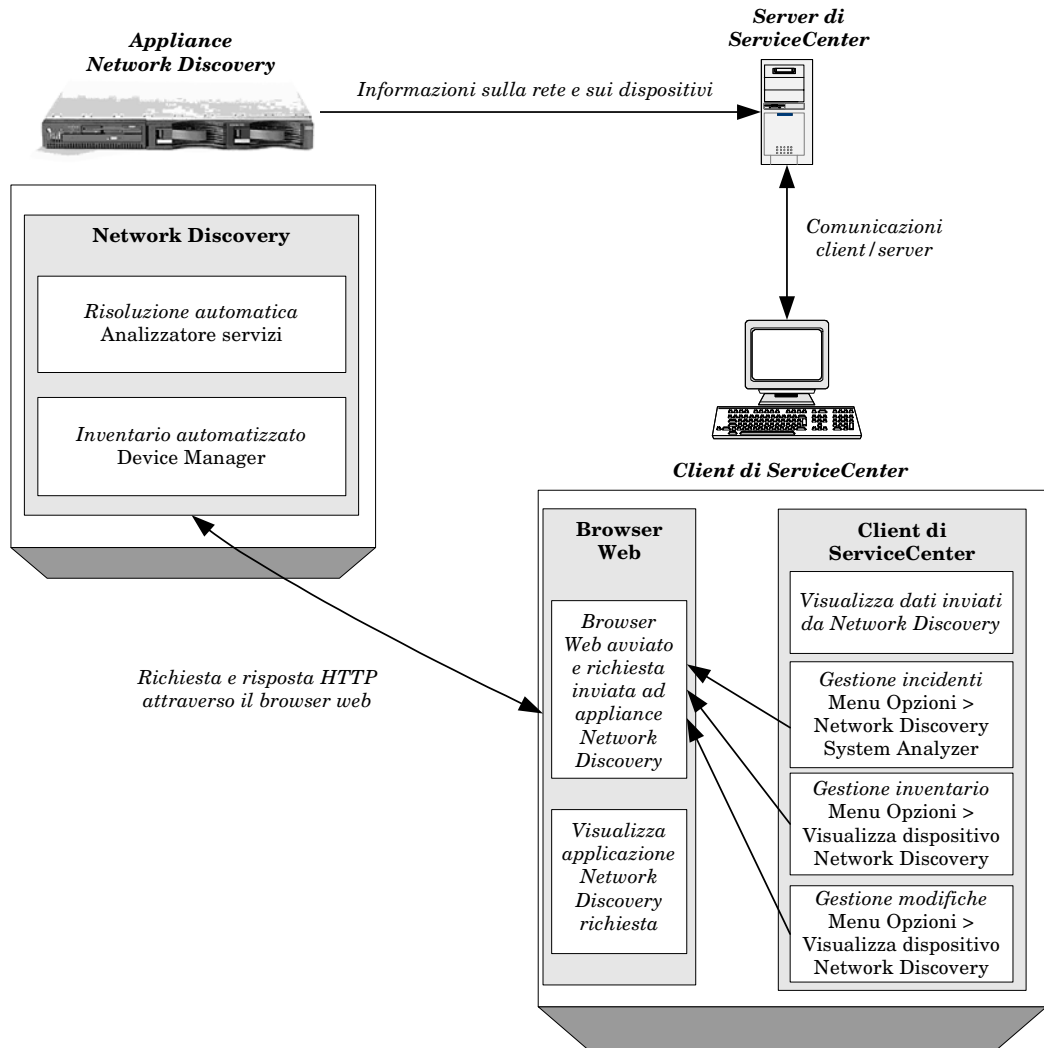 Appliance
Network Discovery
Server di
ServiceCenter
Informazioni sulla rete e sui dispositivi
Network Discovery
Risoluzione automatica
Analizzatore servizi
Inventario automatizzato
Device Manager
Comunicazioni
client/server
Client di ServiceCenter
Richiesta e risposta HTTP
attraverso il browser web
Browser
Web
Browser
Web avviato
e richiesta
inviata ad
appliance
Network
Discovery
Visualizza
applicazione
Network
Discovery
richiesta
Client di
ServiceCenter
Visualizza dati inviati
da Network Discovery
Gestione incidenti
Menu Opzioni >
Network Discovery
System Analyzer
Gestione inventario
Menu Opzioni >
Visualizza dispositivo
Network Discovery
Gestione modifiche
Menu Opzioni >
Visualizza dispositivo
Network Discovery